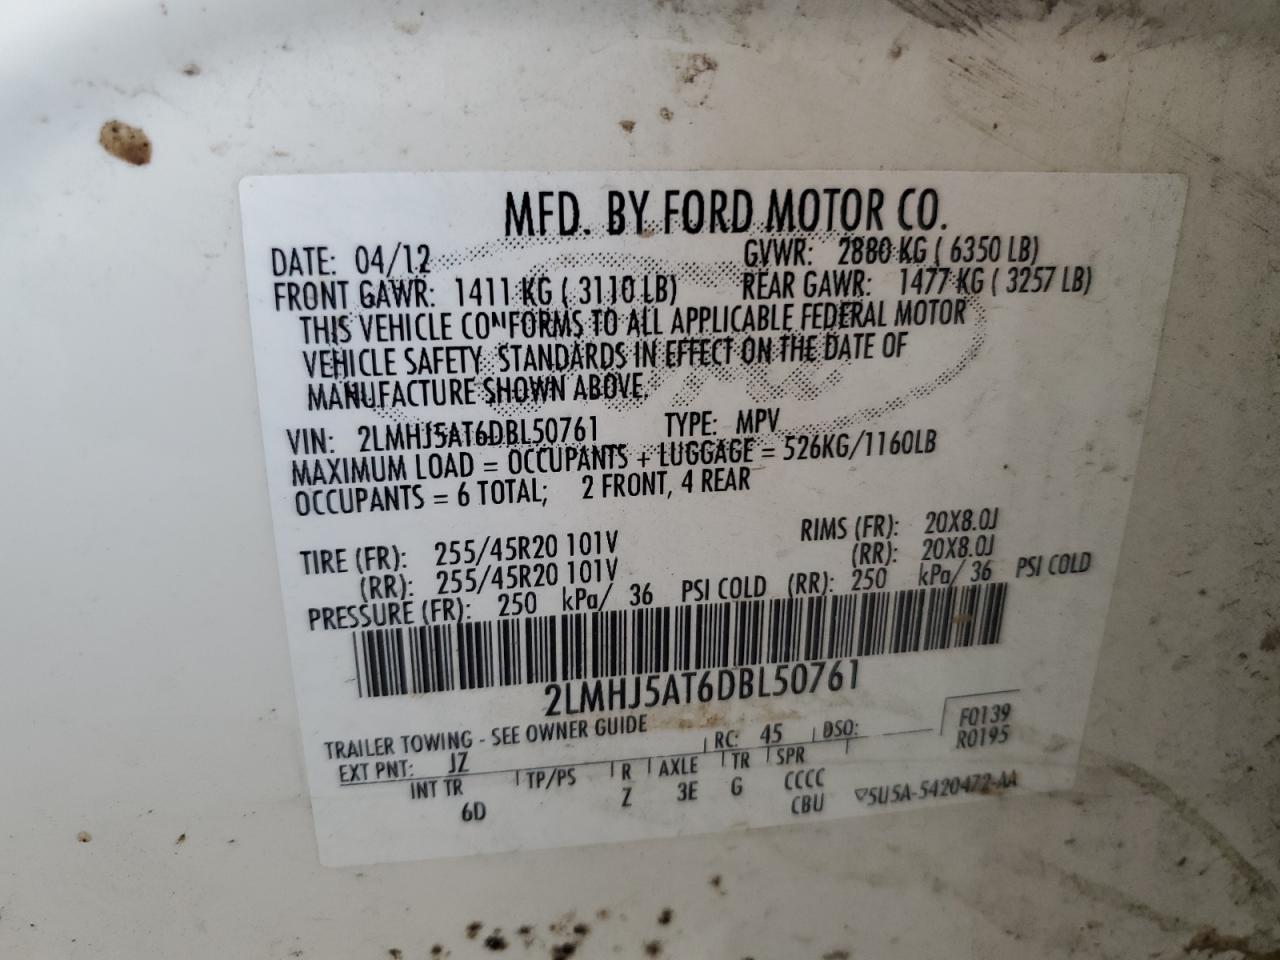 MFD. BY FORD MOTOR CO.
DATE: 04/12 GVWR: 2880 KG ( 6350 LB)
FRONT GAWR: 1411 KG ( 3110 LB) REAR GAWR: 1477 KG ( 3257 LB)
THIS VEHICLE CONFORMS TO ALL APPLICABLE FEDERAL MOTOR
VEHICLE SAFETY STANDARDS IN EFFECT ON THE DATE OF
MANUFACTURE SHOWN ABOVE.
VIN: 2LMHJ5AT6DBL50761 TYPE: MPV
MAXIMUM LOAD = OCCUPANTS + LUGGAGE = 526KG/1160LB
OCCUPANTS = 6 TOTAL; 2 FRONT, 4 REAR
TIRE (FR): 255/45R20 101V RIMS (FR): 20X8.0J
(RR): 255/45R20 101V (RR): 20X8.0J
PRESSURE (FR): 250 kPa/ 36 PSI COLD (RR): 250 kPa/ 36 PSI COLD
2LMHJ5AT6DBL50761
TRAILER TOWING - SEE OWNER GUIDE
EXT PNT: JZ RC: 45 DSO: F0139
R0195
INT TR TP/PS R AXLE TR SPR
6D Z 3E G CCCC
CBU ▽5U5A-5420472-AA